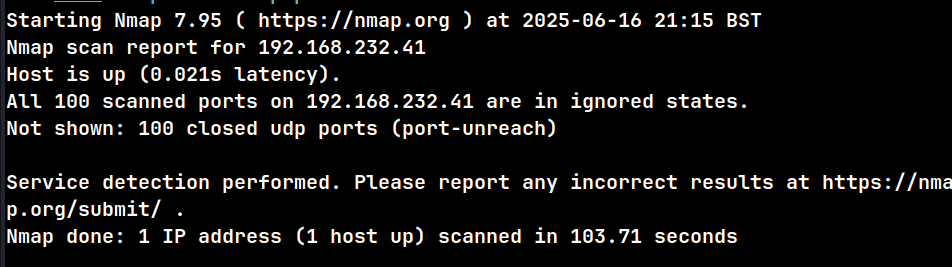 Starting Nmap 7.95 ( https://nmap.org ) at 2025-06-16 21:15 BST
Nmap scan report for 192.168.232.41
Host is up (0.021s latency).
All 100 scanned ports on 192.168.232.41 are in ignored states.
Not shown: 100 closed udp ports (port-unreach)
Service detection performed. Please report any incorrect results at https://nma
p.org/submit/ .
Nmap done: 1 IP address (1 host up) scanned in 103.71 seconds